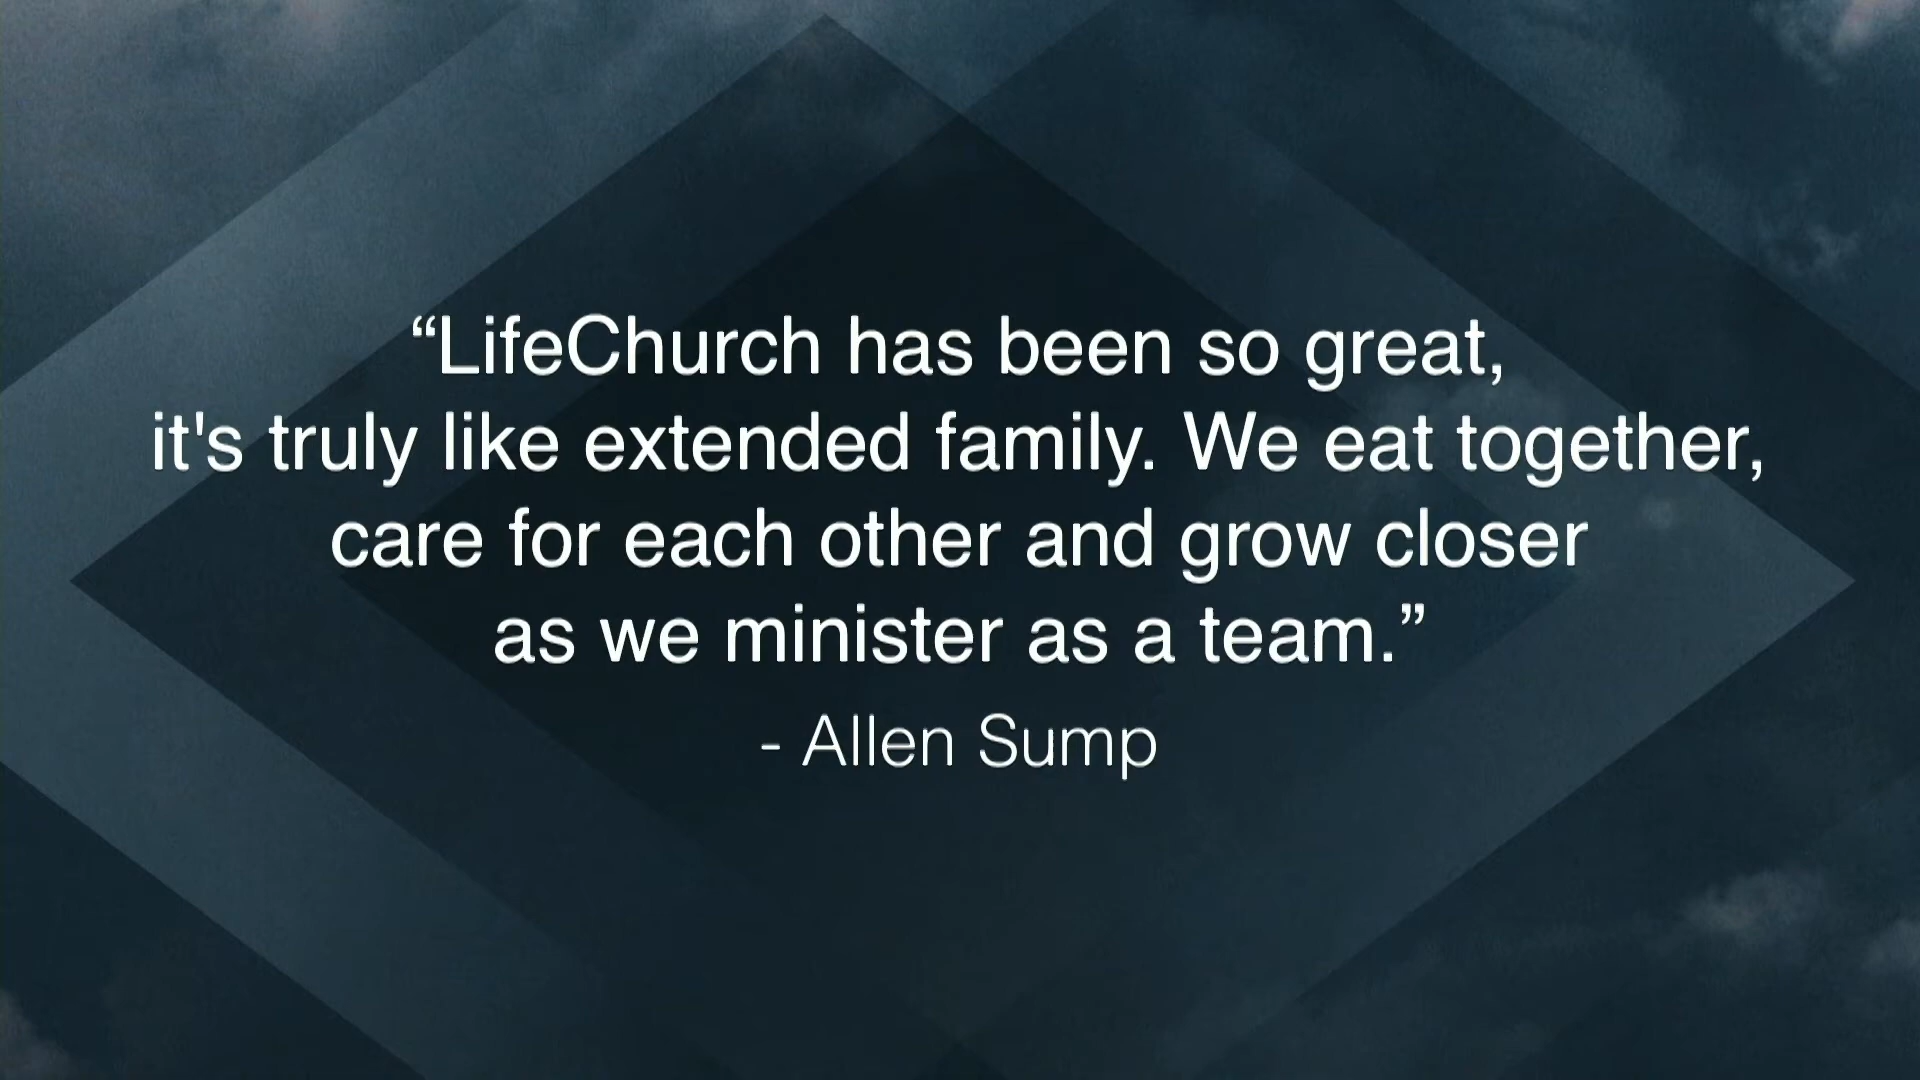 “LifeChurch has been so great,
it's truly like extended family. We eat together,
care for each other and grow closer
as we minister as a team.”
- Allen Sump